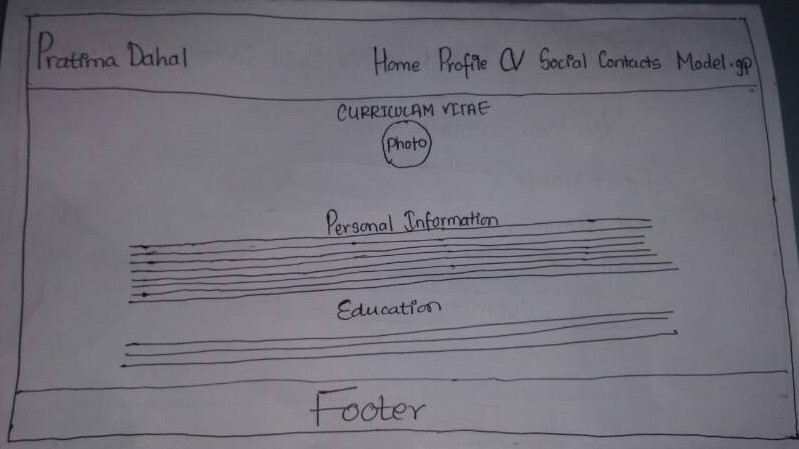 Pratima Dahal Home Profile CV Social Contacts Model.gp
CURRICULAM VITAE
Photo
Personal Information
Education
Footer